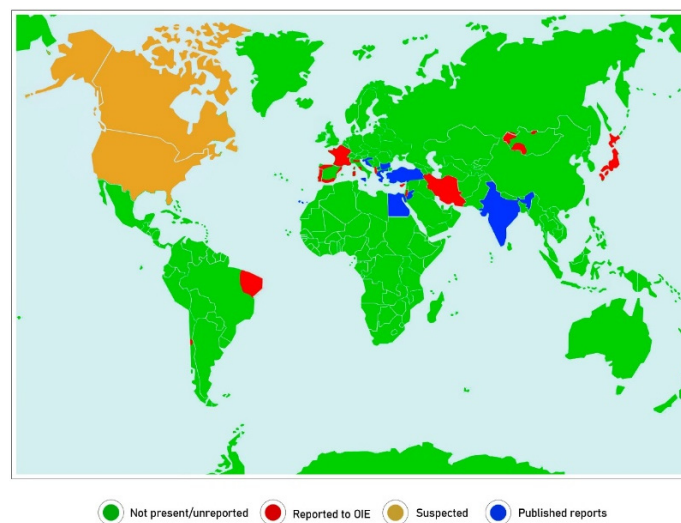 Not present/unreported
Reported to OIE
Suspected
Published reports